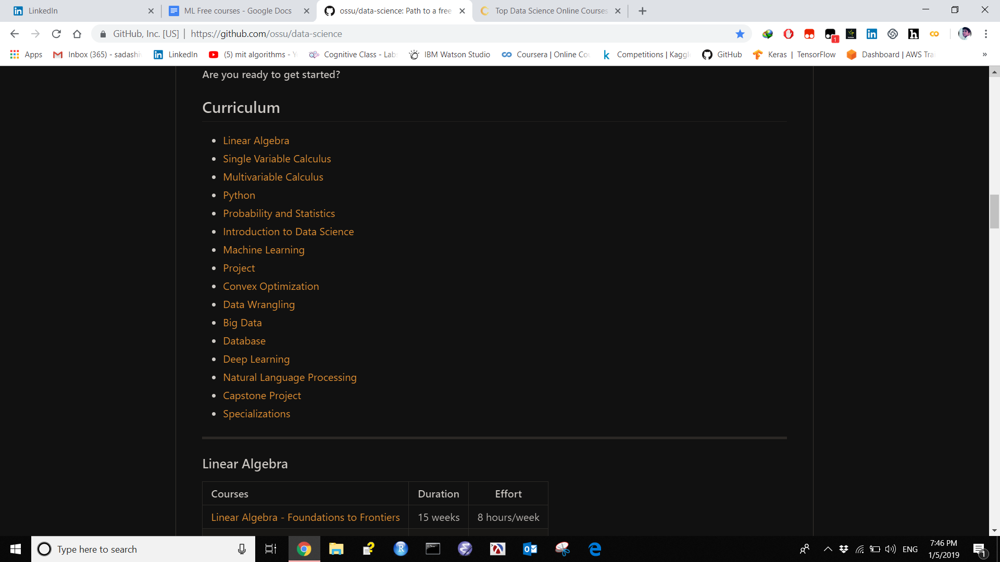 LinkedIn
ML Free courses - Google Docs
ossu/data-science: Path to a free
Top Data Science Online Courses
GitHub, Inc. [US] | https://github.com/ossu/data-science
1
Apps
Inbox (365) - sadashi
LinkedIn
(5) mit algorithms - Y
Cognitive Class - Lab
IBM Watson Studio
Coursera | Online Co
Competitions | Kaggl
GitHub
Keras | TensorFlow
Dashboard | AWS Trai
»
Are you ready to get started?
Curriculum
Linear Algebra
Single Variable Calculus
Multivariable Calculus
Python
Probability and Statistics
Introduction to Data Science
Machine Learning
Project
Convex Optimization
Data Wrangling
Big Data
Database
Deep Learning
Natural Language Processing
Capstone Project
Specializations
Linear Algebra
Courses Duration Effort
Linear Algebra - Foundations to Frontiers 15 weeks 8 hours/week
Type here to search
ENG
7:46 PM
1/5/2019
1